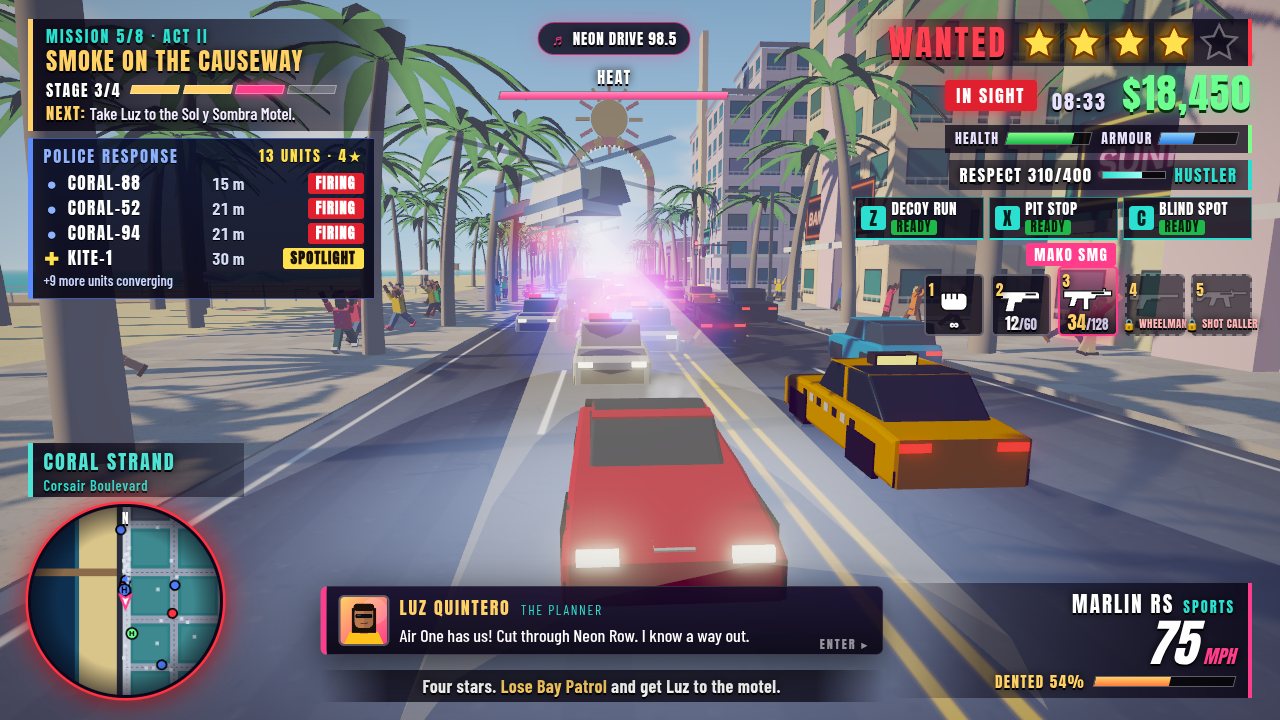 MISSION 5/8 · ACT II
SMOKE ON THE CAUSEWAY
STAGE 3/4
NEXT: Take Luz to the Sol y Sombra Motel.
POLICE RESPONSE 13 UNITS · 4★
CORAL-88 15 m FIRING
CORAL-52 21 m FIRING
CORAL-94 21 m FIRING
KITE-1 30 m SPOTLIGHT
+9 more units converging
NEON DRIVE 98.5
HEAT
WANTED
IN SIGHT 08:33 $18,450
HEALTH ARMOUR
RESPECT 310/400 HUSTLER
Z DECOY RUN READY
X PIT STOP READY
C BLIND SPOT READY
MAKO SMG
1 ∞
2 12/60
3 34/128
4 WHEELMAN
5 SHOT CALLER
CORAL STRAND
Corsair Boulevard
N
H
LUZ QUINTERO THE PLANNER
Air One has us! Cut through Neon Row. I know a way out.
ENTER ▸
Four stars. Lose Bay Patrol and get Luz to the motel.
MARLIN RS SPORTS
75 MPH
DENTED 54%